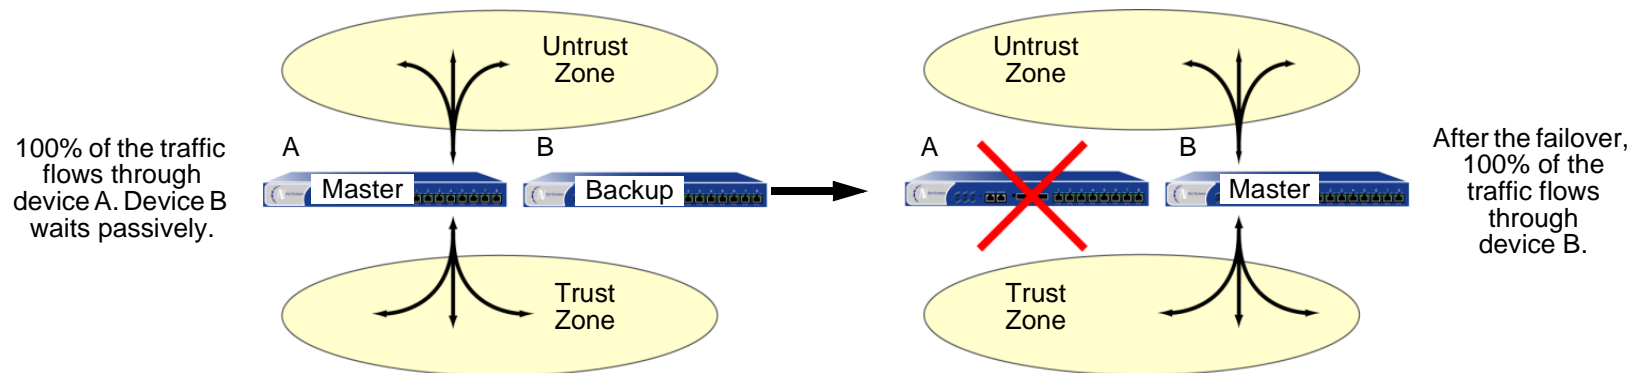 Untrust
Zone
A
B
100% of the traffic
flows through
device A. Device B
waits passively.
Master
Backup
Trust
Zone
Untrust
Zone
A
B
Master
After the failover,
100% of the
traffic flows
through
device B.
Trust
Zone